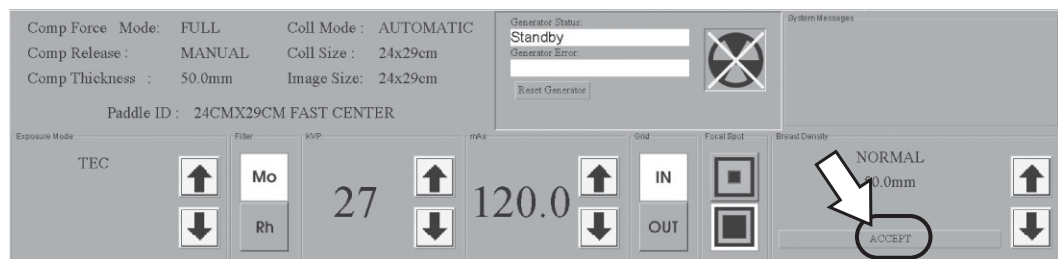 Comp Force Mode: FULL
Coll Mode : AUTOMATIC
Comp Release : MANUAL
Coll Size : 24x29cm
Comp Thickness : 50.0mm
Image Size: 24x29cm
Paddle ID : 24CMX29CM FAST CENTER
Generator Status:
Standby
Generator Error:
Reset Generator
System Messages
Exposure Mode
TEC
Filter
Mo
Rh
KVP
27
mAs
120.0
Grid
IN
OUT
Focal Spot
Breast Density
NORMAL
0.0mm
ACCEPT